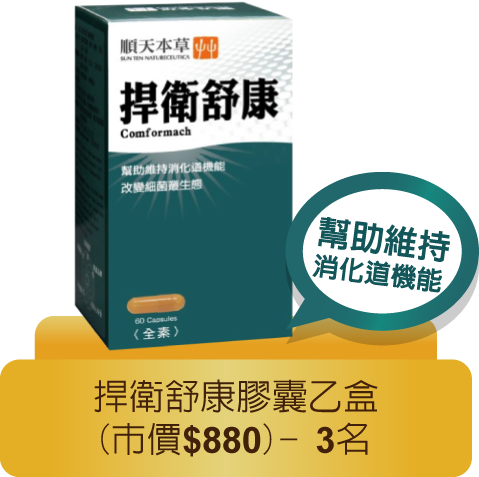 順天本草
SUN TEN NATURECEUTICA
捍衛舒康
Comformach
幫助維持消化道機能
改變細菌叢生態
60 Capsules
〈全素〉
幫助維持
消化道機能
捍衛舒康膠囊乙盒
(市價$880)- 3名